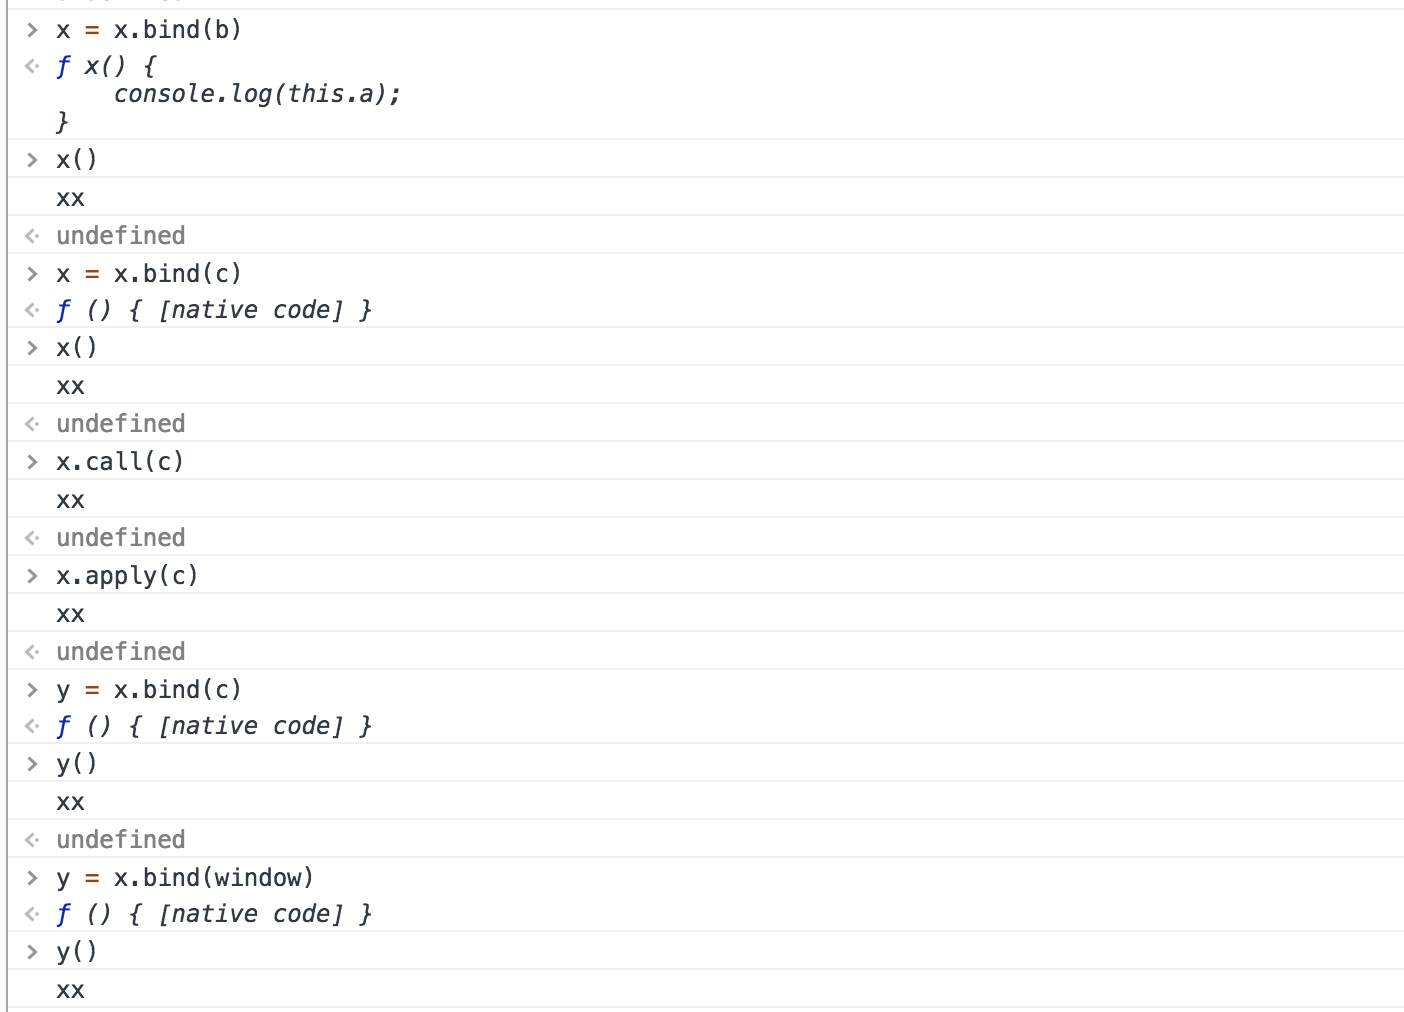 > x = x.bind(b)
<· ƒ x() {
console.log(this.a);
}
> x()
xx
<· undefined
> x = x.bind(c)
<· ƒ () { [native code] }
> x()
xx
<· undefined
> x.call(c)
xx
<· undefined
> x.apply(c)
xx
<· undefined
> y = x.bind(c)
<· ƒ () { [native code] }
> y()
xx
<· undefined
> y = x.bind(window)
<· ƒ () { [native code] }
> y()
xx